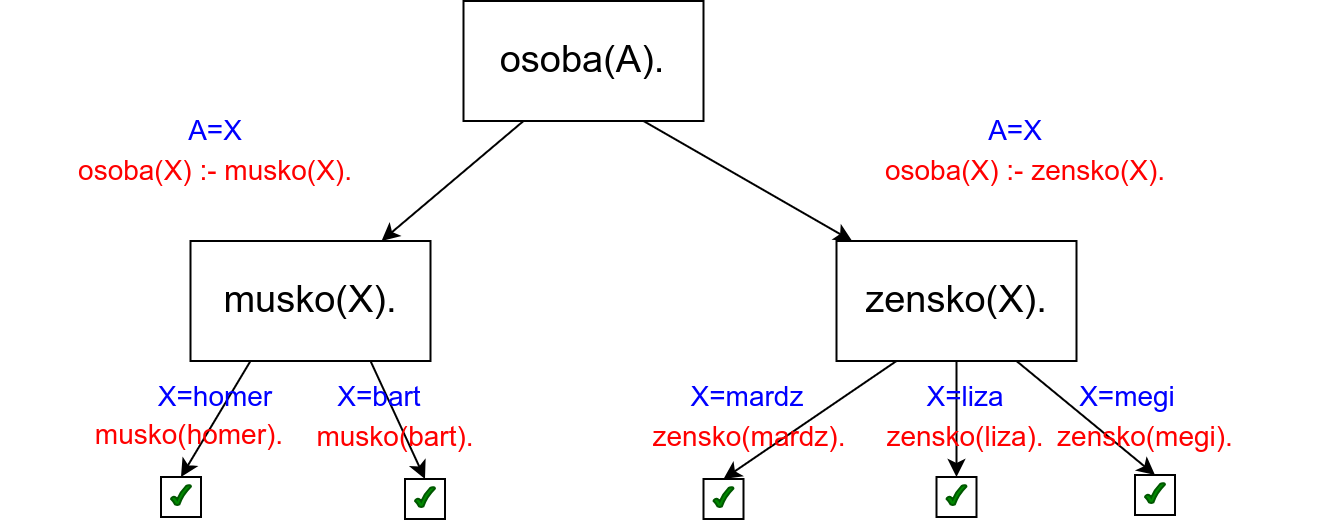 osoba(A).
A=X
osoba(X) :- musko(X).
A=X
osoba(X) :- zensko(X).
musko(X).
zensko(X).
X=homer
musko(homer).
X=bart
musko(bart).
X=mardz
zensko(mardz).
X=liza
zensko(liza).
X=megi
zensko(megi).